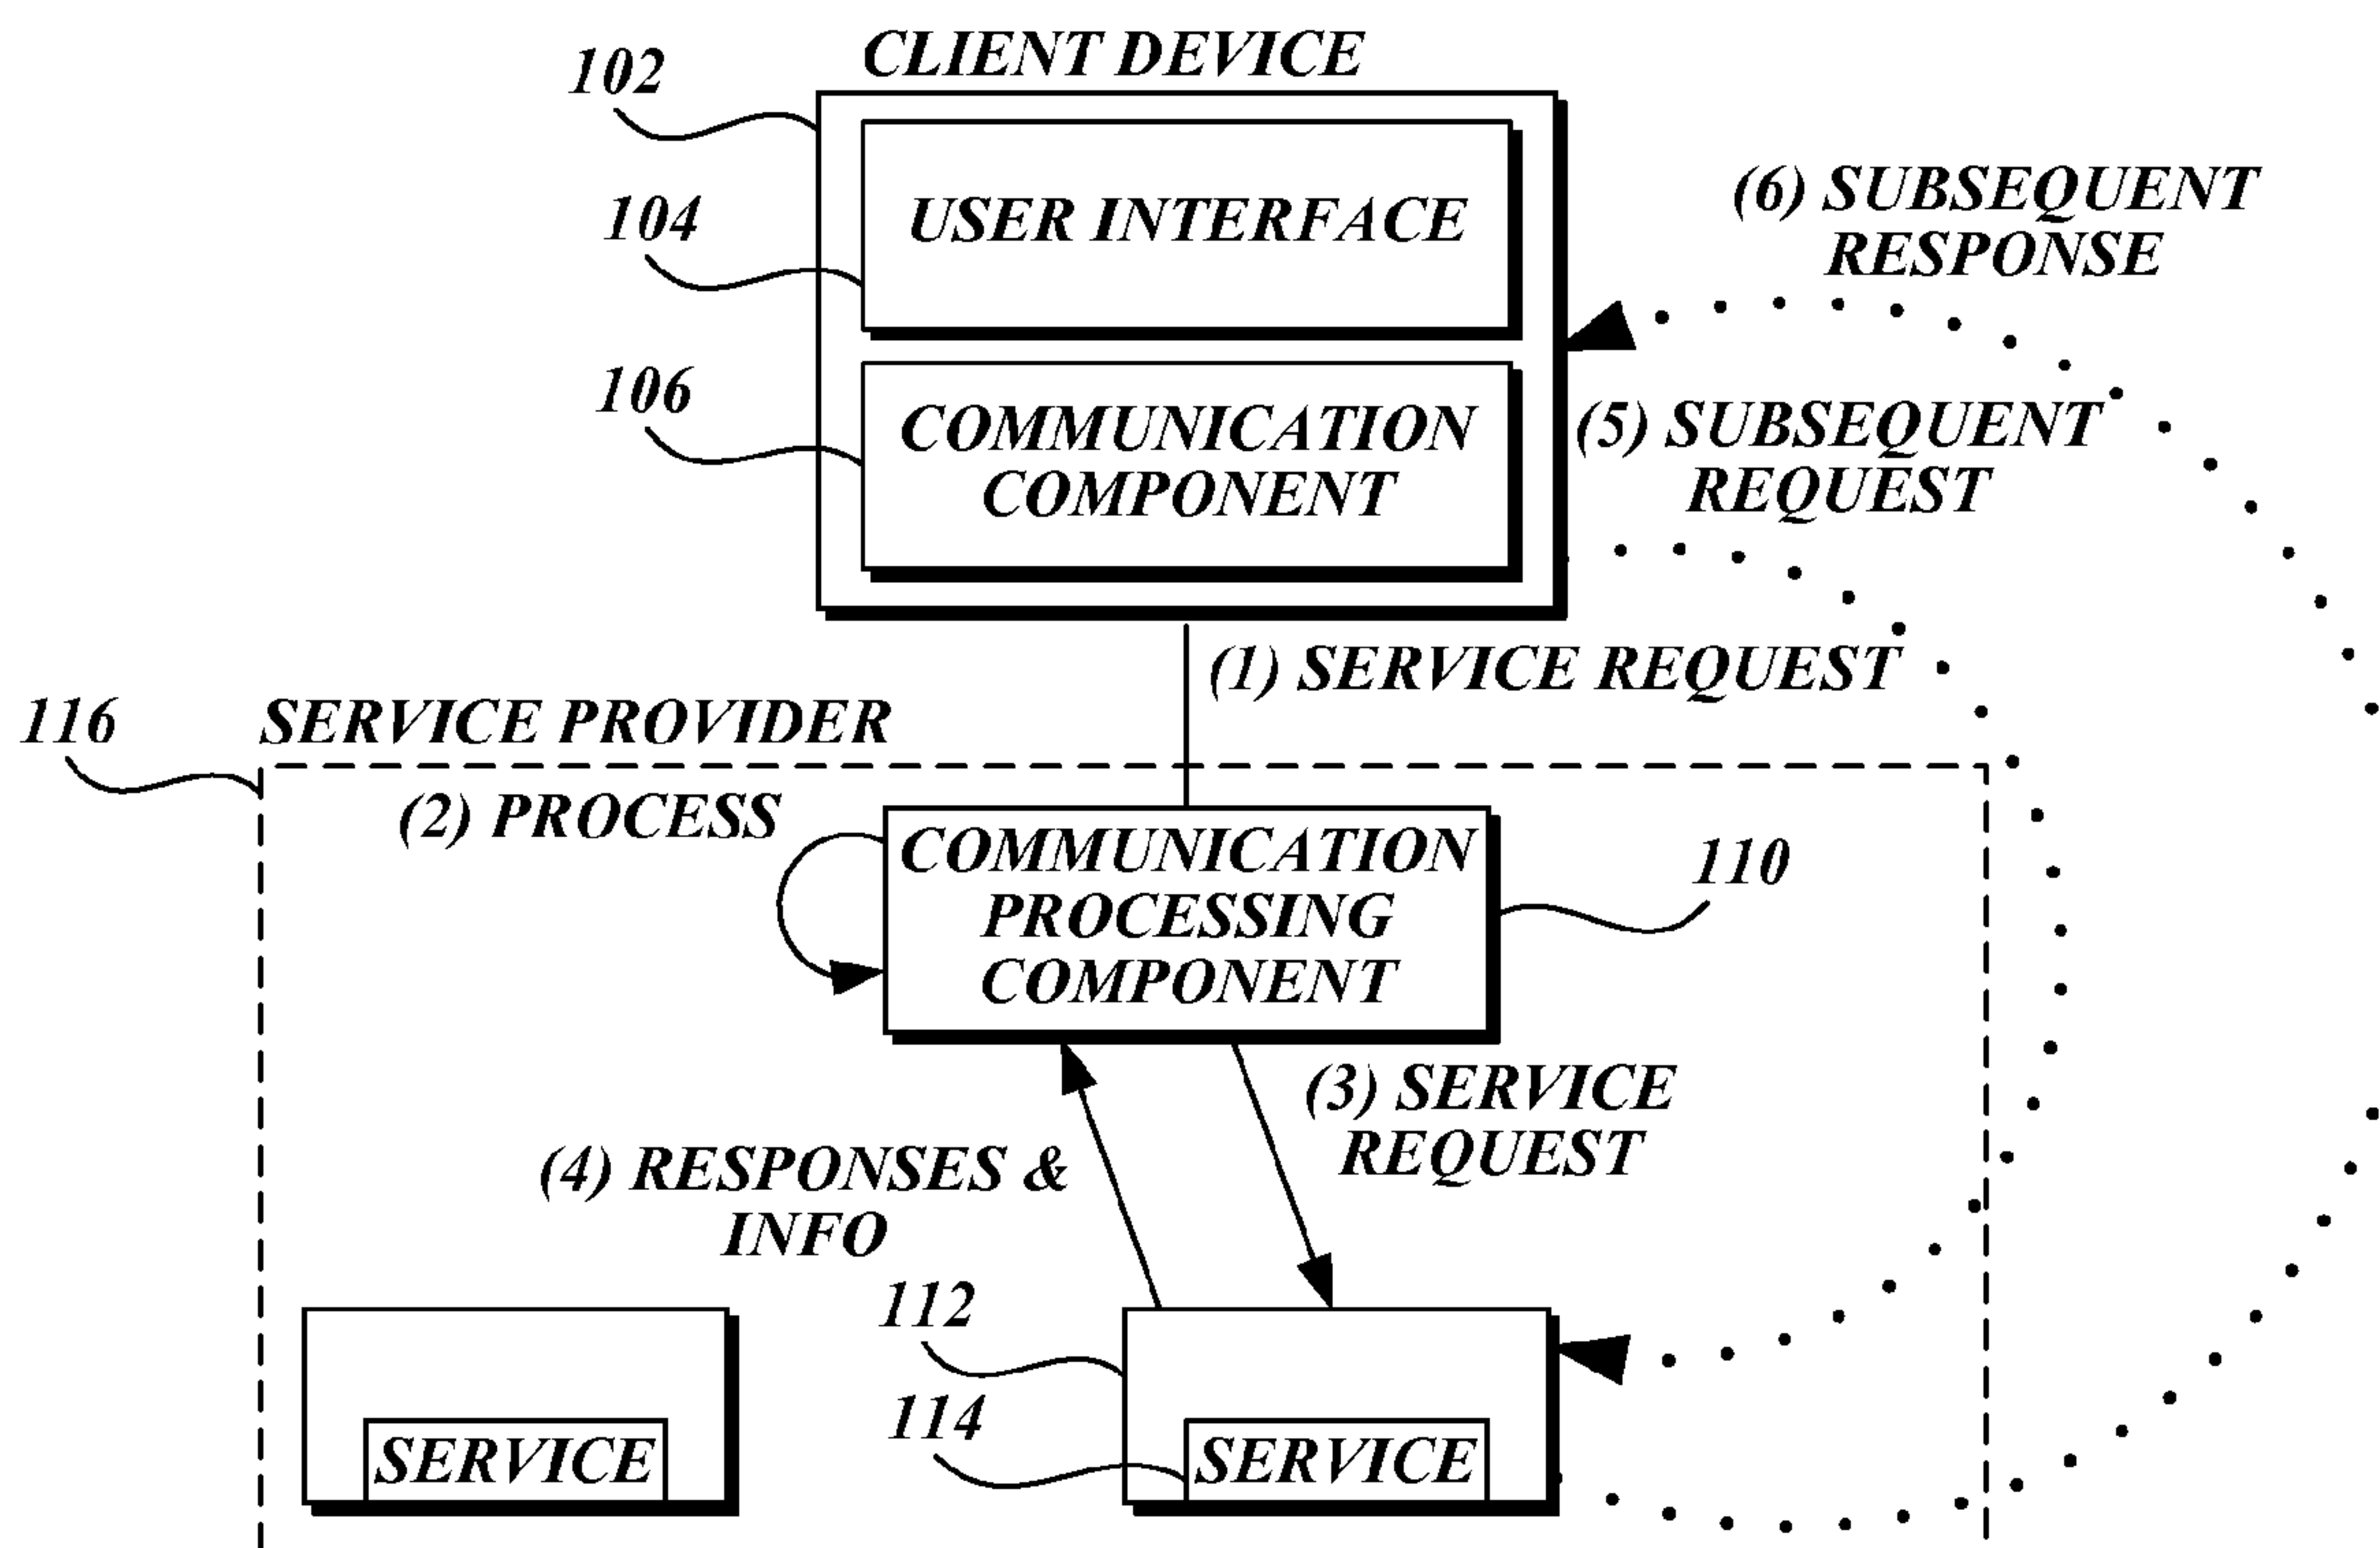 102
CLIENT DEVICE
104
USER INTERFACE
(6) SUBSEQUENT
RESPONSE
106
COMMUNICATION
COMPONENT
(5) SUBSEQUENT
REQUEST
(1) SERVICE REQUEST
116
SERVICE PROVIDER
(2) PROCESS
COMMUNICATION
PROCESSING
COMPONENT
110
(3) SERVICE
REQUEST
(4) RESPONSES &
INFO
112
114
SERVICE
SERVICE